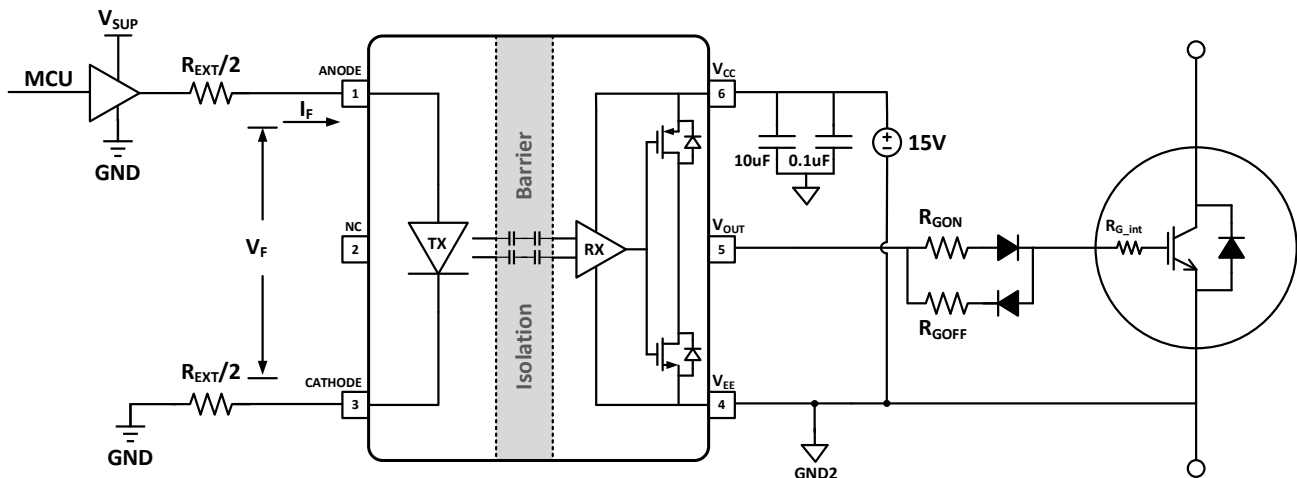 V_SUP
MCU
R_EXT/2
I_F
GND
V_F
R_EXT/2
GND
ANODE
1
NC
2
CATHODE
3
TX
Barrier
Isolation
RX
V_CC
6
V_OUT
5
V_EE
4
10uF
0.1uF
+
−
15V
GND2
R_GON
R_GOFF
R_G_int